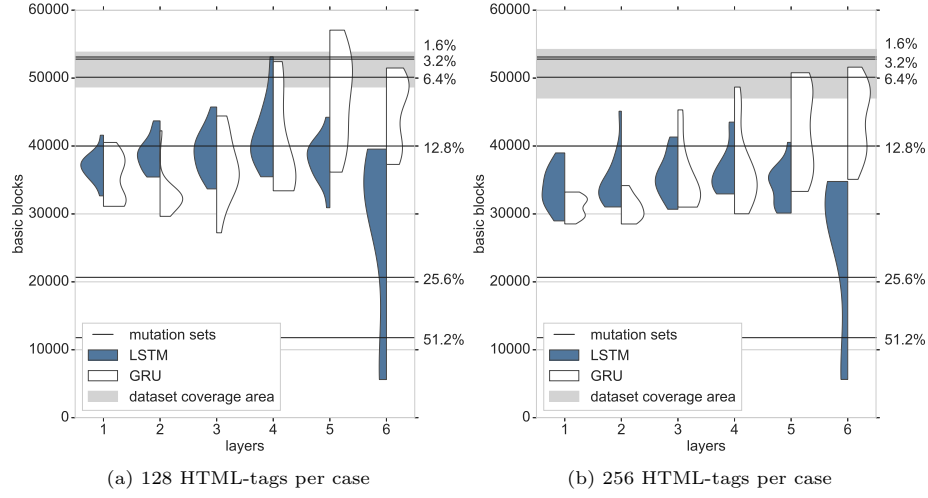 60000
50000
40000
30000
20000
10000
0
basic blocks
1.6%
3.2%
6.4%
12.8%
25.6%
51.2%
mutation sets
LSTM
GRU
dataset coverage area
1 2 3 4 5 6
layers
(a) 128 HTML-tags per case
60000
50000
40000
30000
20000
10000
0
basic blocks
1.6%
3.2%
6.4%
12.8%
25.6%
51.2%
mutation sets
LSTM
GRU
dataset coverage area
1 2 3 4 5 6
layers
(b) 256 HTML-tags per case